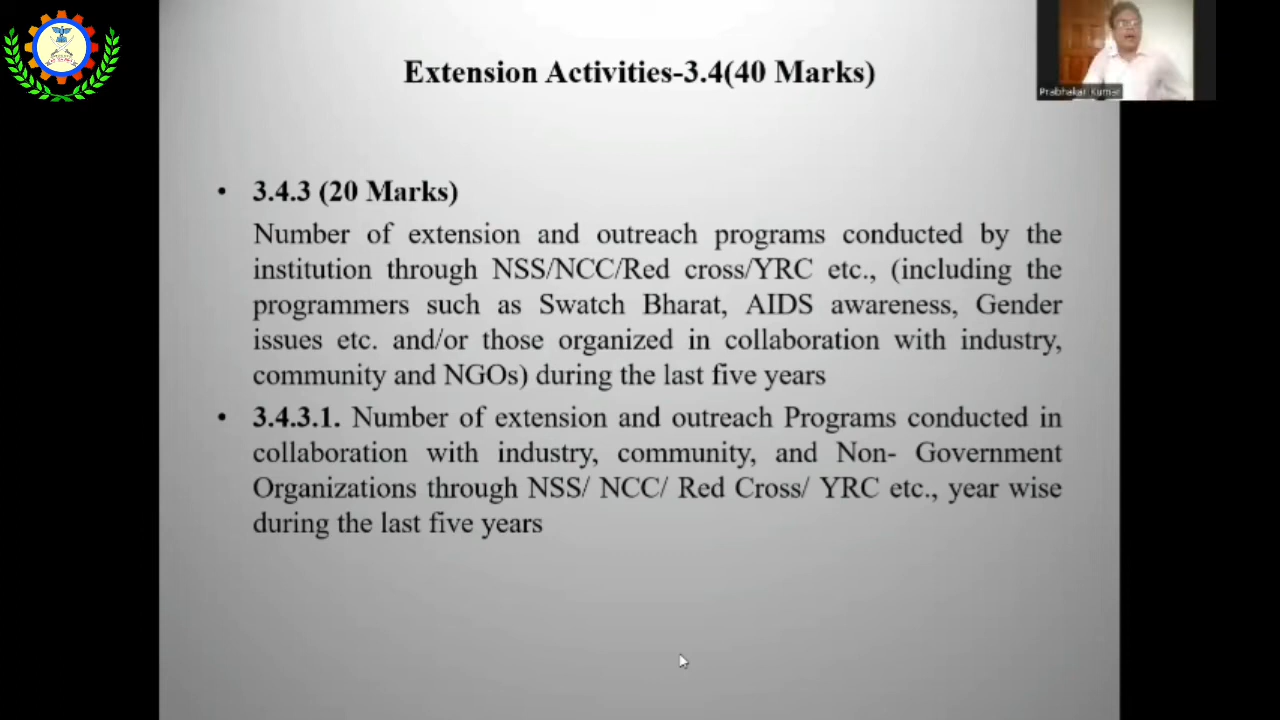 Extension Activities-3.4(40 Marks)
Prabhakar Kumar
• 3.4.3 (20 Marks)
Number of extension and outreach programs conducted by the
institution through NSS/NCC/Red cross/YRC etc., (including the
programmers such as Swatch Bharat, AIDS awareness, Gender
issues etc. and/or those organized in collaboration with industry,
community and NGOs) during the last five years
• 3.4.3.1. Number of extension and outreach Programs conducted in
collaboration with industry, community, and Non- Government
Organizations through NSS/ NCC/ Red Cross/ YRC etc., year wise
during the last five years